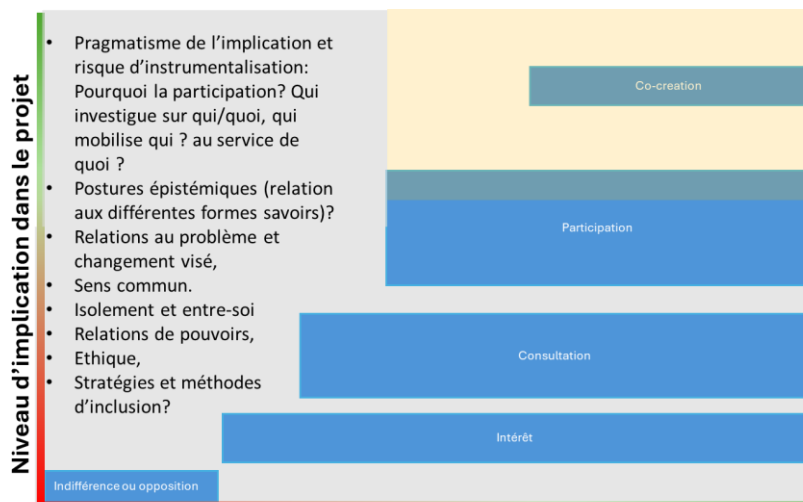 Niveau d’implication dans le projet
• Pragmatisme de l’implication et
risque d’instrumentalisation:
Pourquoi la participation? Qui
investigue sur qui/quoi, qui
mobilise qui ? au service de
quoi ?
• Postures épistémiques (relation
aux différentes formes savoirs)?
• Relations au problème et
changement visé,
• Sens commun.
• Isolement et entre-soi
• Relations de pouvoirs,
• Ethique,
• Stratégies et méthodes
d’inclusion?
Co-creation
Participation
Consultation
Intérêt
Indifférence ou opposition